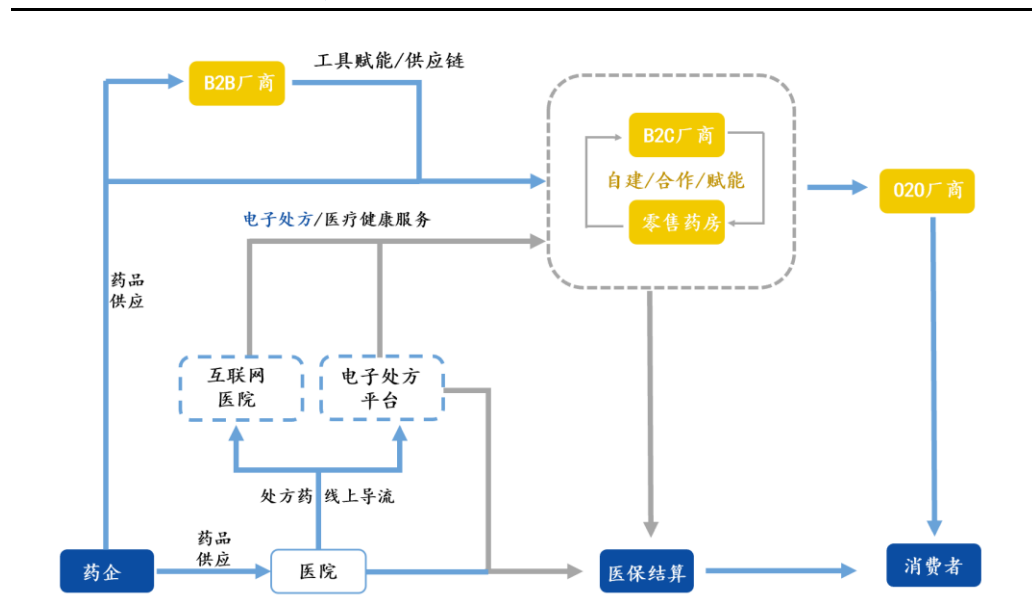 工具赋能/供应链
B2B厂商
B2C厂商
自建/合作/赋能
零售药房
O2O厂商
电子处方/医疗健康服务
药品
供应
互联网
医院
电子处方
平台
处方药 线上导流
药品
供应
药企
医院
医保结算
消费者